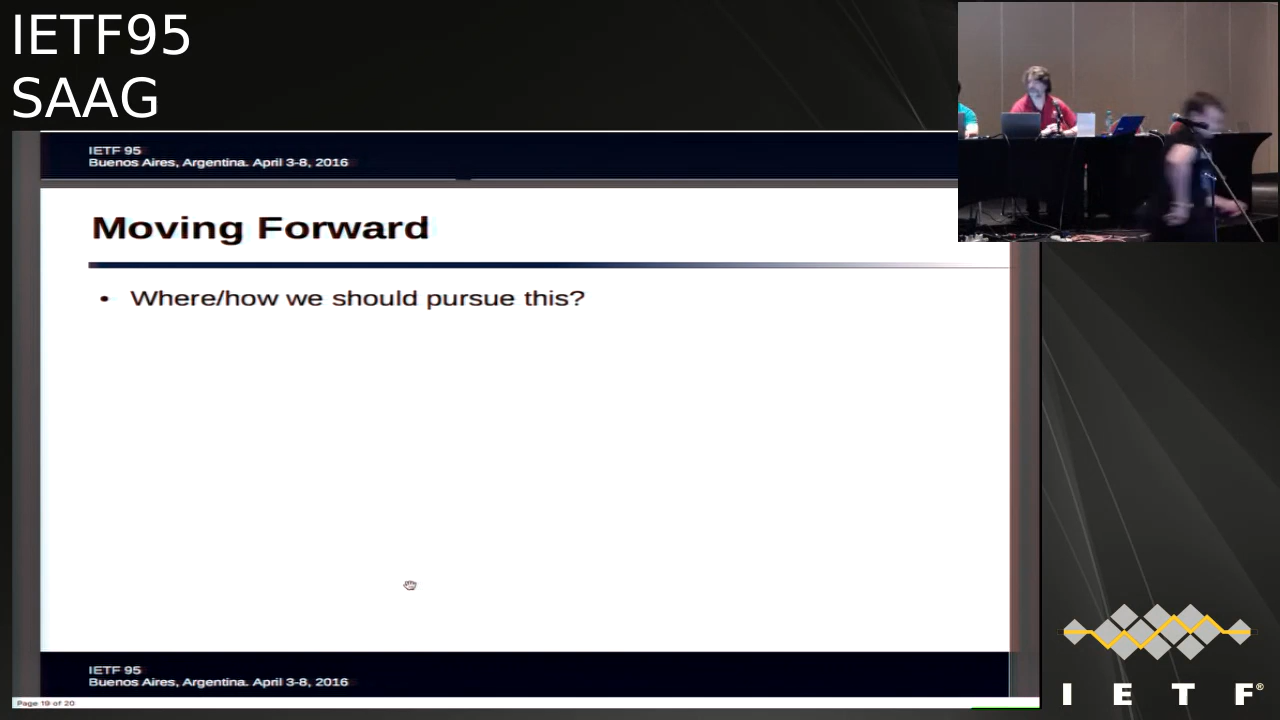 IETF95
SAAG
IETF 95
Buenos Aires, Argentina. April 3-8, 2016
Moving Forward
• Where/how we should pursue this?
IETF 95
Buenos Aires, Argentina. April 3-8, 2016
Page 19 of 20
I E T F®